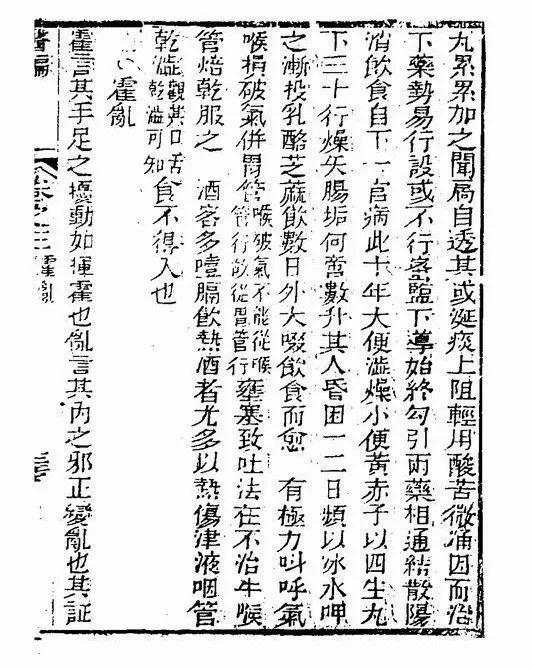 丸累累加之聞扃自透其或涎痰上阻輕用酸苦微涌因而治
下藥勢易行設或不行蜜鹽下導始終勾引兩藥相通結散陽
消飲食自下一官病此十年大便澁燥小便黃赤子以四生丸
下三十行燥矢腸垢何啻數升其人昏困一二日頻以冰水呷
之漸投乳酪芝麻飲數日外大啜飲食而愈 有極力叫呼氣
喉損破氣併胃管喉破氣不能從喉管行故從胃管行壅塞致吐法在不治牛喉
管焙乾服之 酒客多噎膈飲熱酒者尤多以熱傷津液咽管
乾澁觀其口舌乾澁可知食不得入也
霍亂
霍言其手足之擾動如揮霍也亂言其內之邪正變亂也其証
霍亂